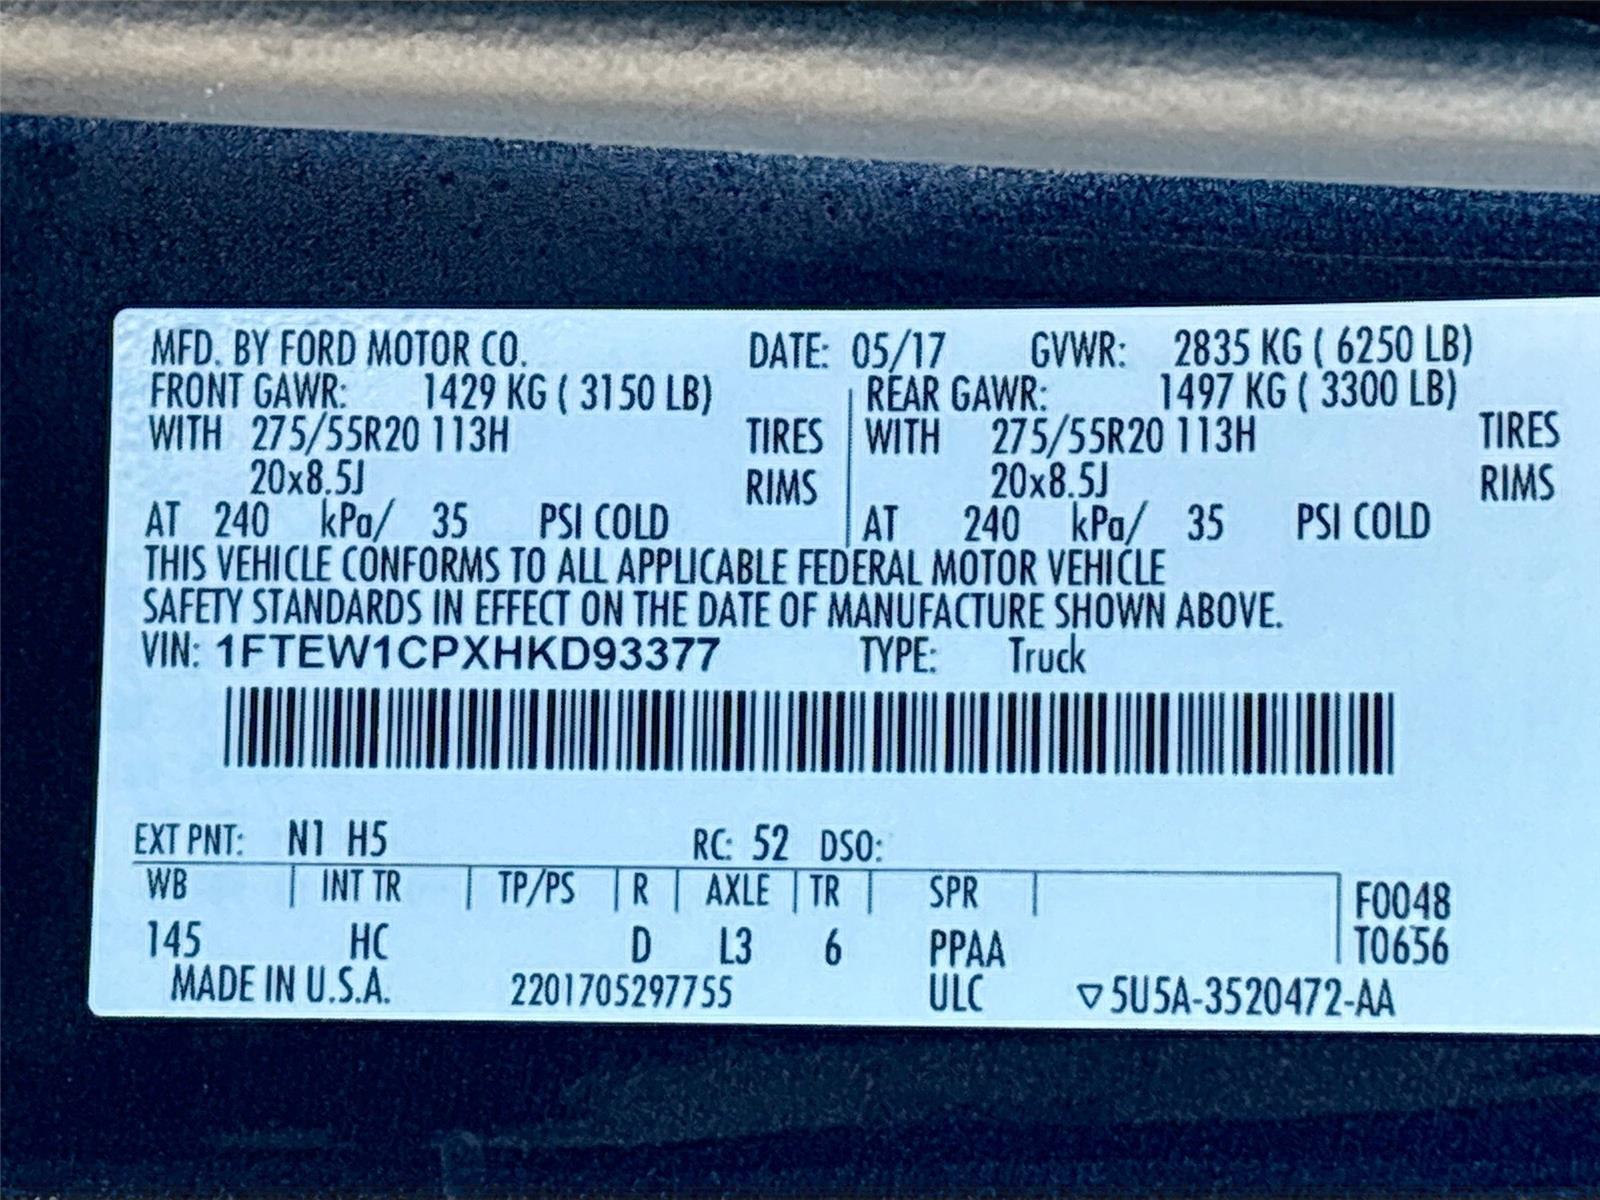 MFD. BY FORD MOTOR CO. DATE: 05/17 GVWR: 2835 KG ( 6250 LB)
FRONT GAWR: 1429 KG ( 3150 LB) REAR GAWR: 1497 KG ( 3300 LB)
WITH 275/55R20 113H TIRES WITH 275/55R20 113H TIRES
20x8.5J RIMS 20x8.5J RIMS
AT 240 kPa/ 35 PSI COLD AT 240 kPa/ 35 PSI COLD
THIS VEHICLE CONFORMS TO ALL APPLICABLE FEDERAL MOTOR VEHICLE
SAFETY STANDARDS IN EFFECT ON THE DATE OF MANUFACTURE SHOWN ABOVE.
VIN: 1FTEW1CPXHKD93377 TYPE: Truck
EXT PNT: N1 H5 RC: 52 DSO:
WB INT TR TP/PS R AXLE TR SPR F0048
145 HC D L3 6 PPAA T0656
MADE IN U.S.A. 2201705297755 ULC ▽5U5A-3520472-AA